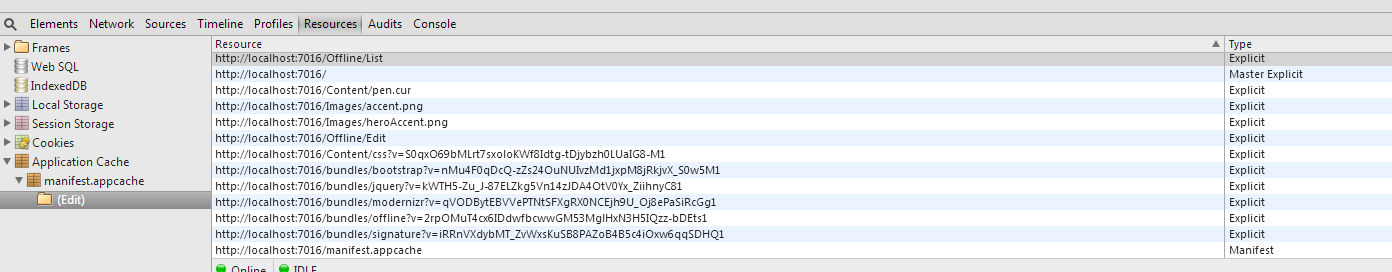 Elements Network Sources Timeline Profiles Resources Audits Console
Frames
Web SQL
IndexedDB
Local Storage
Session Storage
Cookies
Application Cache
manifest.appcache
(Edit)
Resource Type
http://localhost:7016/Offline/List Explicit
http://localhost:7016/ Master Explicit
http://localhost:7016/Content/pen.cur Explicit
http://localhost:7016/Images/accent.png Explicit
http://localhost:7016/Images/heroAccent.png Explicit
http://localhost:7016/Offline/Edit Explicit
http://localhost:7016/Content/css?v=S0qxO69bMLrt7sxoIoKWf8Idtg-tDjybzh0LUaIG8-M1 Explicit
http://localhost:7016/bundles/bootstrap?v=nMu4F0qDcQ-zZs24OuNUIvzMd1jxpM8jRkjvX_S0w5M1 Explicit
http://localhost:7016/bundles/jquery?v=kWTH5-Zu_J-87ELZkg5Vn14zJDA4OtV0Yx_ZiihnyC81 Explicit
http://localhost:7016/bundles/modernizr?v=qVODBytEBVVePTNtSFXgRX0NCEjh9U_Oj8ePaSiRcGg1 Explicit
http://localhost:7016/bundles/offline?v=2rpOMuT4cx6IDdwfbcwwGM53MglHxN3H5IQzz-bDEts1 Explicit
http://localhost:7016/bundles/signature?v=iRRnVXdybMT_ZvWxsKuSB8PAZoB4B5c4iOxw6qqSDHQ1 Explicit
http://localhost:7016/manifest.appcache Manifest
Online IDLE